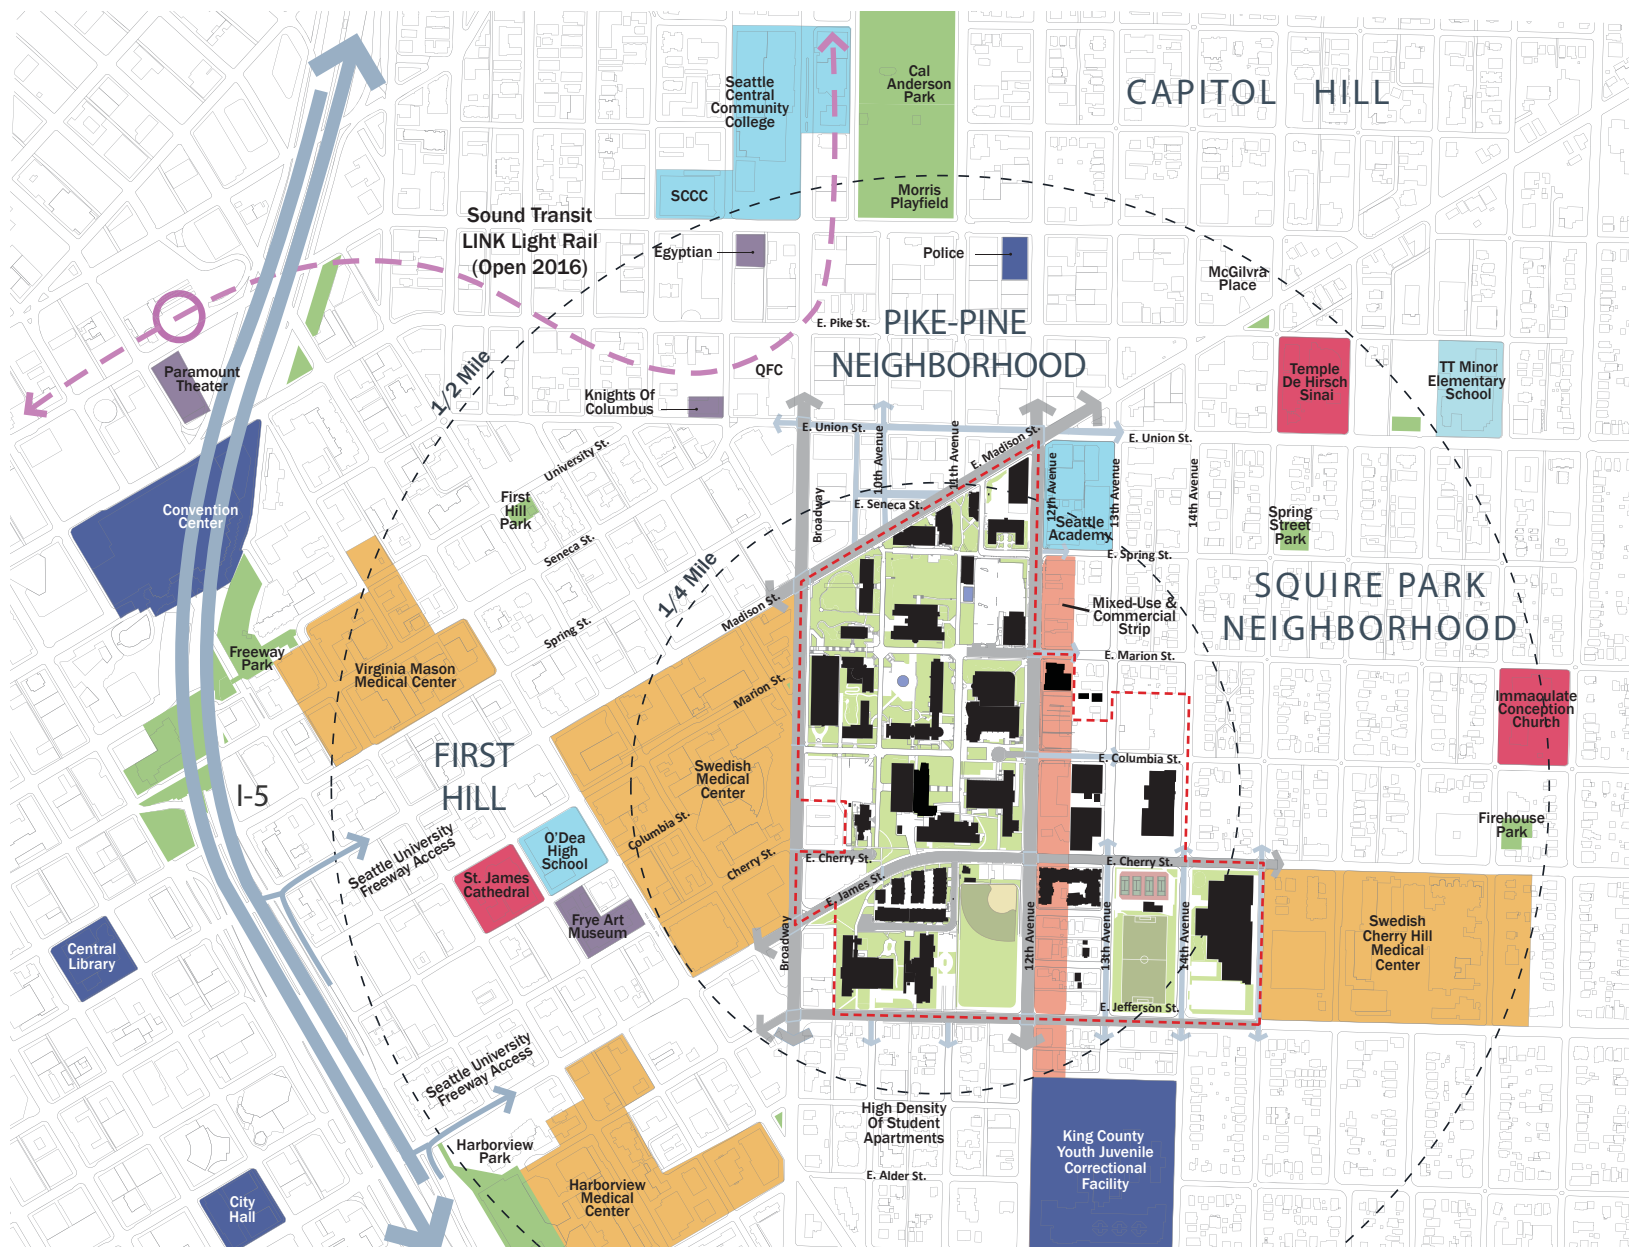 CAPITOL HILL
Cal
Anderson
Park
Seattle
Central
Community
College
SCCC
Morris
Playfield
Sound Transit
LINK Light Rail
(Open 2016)
Egyptian
Police
McGilvra
Place
E. Pike St.
PIKE-PINE
NEIGHBORHOOD
Paramount
Theater
1/2 Mile
QFC
Knights Of
Columbus
Temple
De Hirsch
Sinai
TT Minor
Elementary
School
E. Union St.
E. Union St.
E. Madison St.
10th Avenue
11th Avenue
12th Avenue
13th Avenue
14th Avenue
University St.
First
Hill
Park
Convention
Center
Broadway
E. Seneca St.
Seattle
Academy
Spring
Street
Park
Seneca St.
E. Spring St.
1/4 Mile
SQUIRE PARK
NEIGHBORHOOD
Madison St.
Mixed-Use &
Commercial
Strip
Spring St.
Freeway
Park
Virginia Mason
Medical Center
E. Marion St.
Marion St.
Immaculate
Conception
Church
FIRST
HILL
Swedish
Medical
Center
E. Columbia St.
I-5
Columbia St.
Firehouse
Park
Seattle University
Freeway Access
O'Dea
High
School
Cherry St.
E. Cherry St.
E. Cherry St.
St. James
Cathedral
E. James St.
Frye Art
Museum
Broadway
12th Avenue
13th Avenue
14th Avenue
Swedish
Cherry Hill
Medical
Center
Central
Library
E. Jefferson St.
Seattle University
Freeway Access
High Density
Of Student
Apartments
Harborview
Park
King County
Youth Juvenile
Correctional
Facility
E. Alder St.
Harborview
Medical
Center
City
Hall